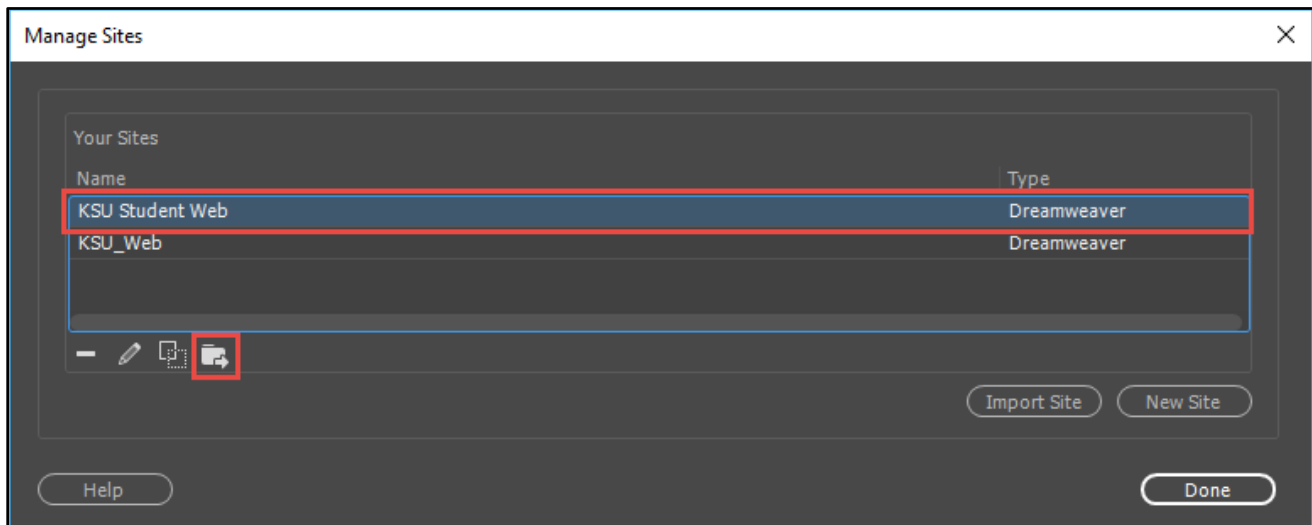 Manage Sites
Your Sites
Name Type
KSU Student Web Dreamweaver
KSU_Web Dreamweaver
Import Site New Site
Help Done